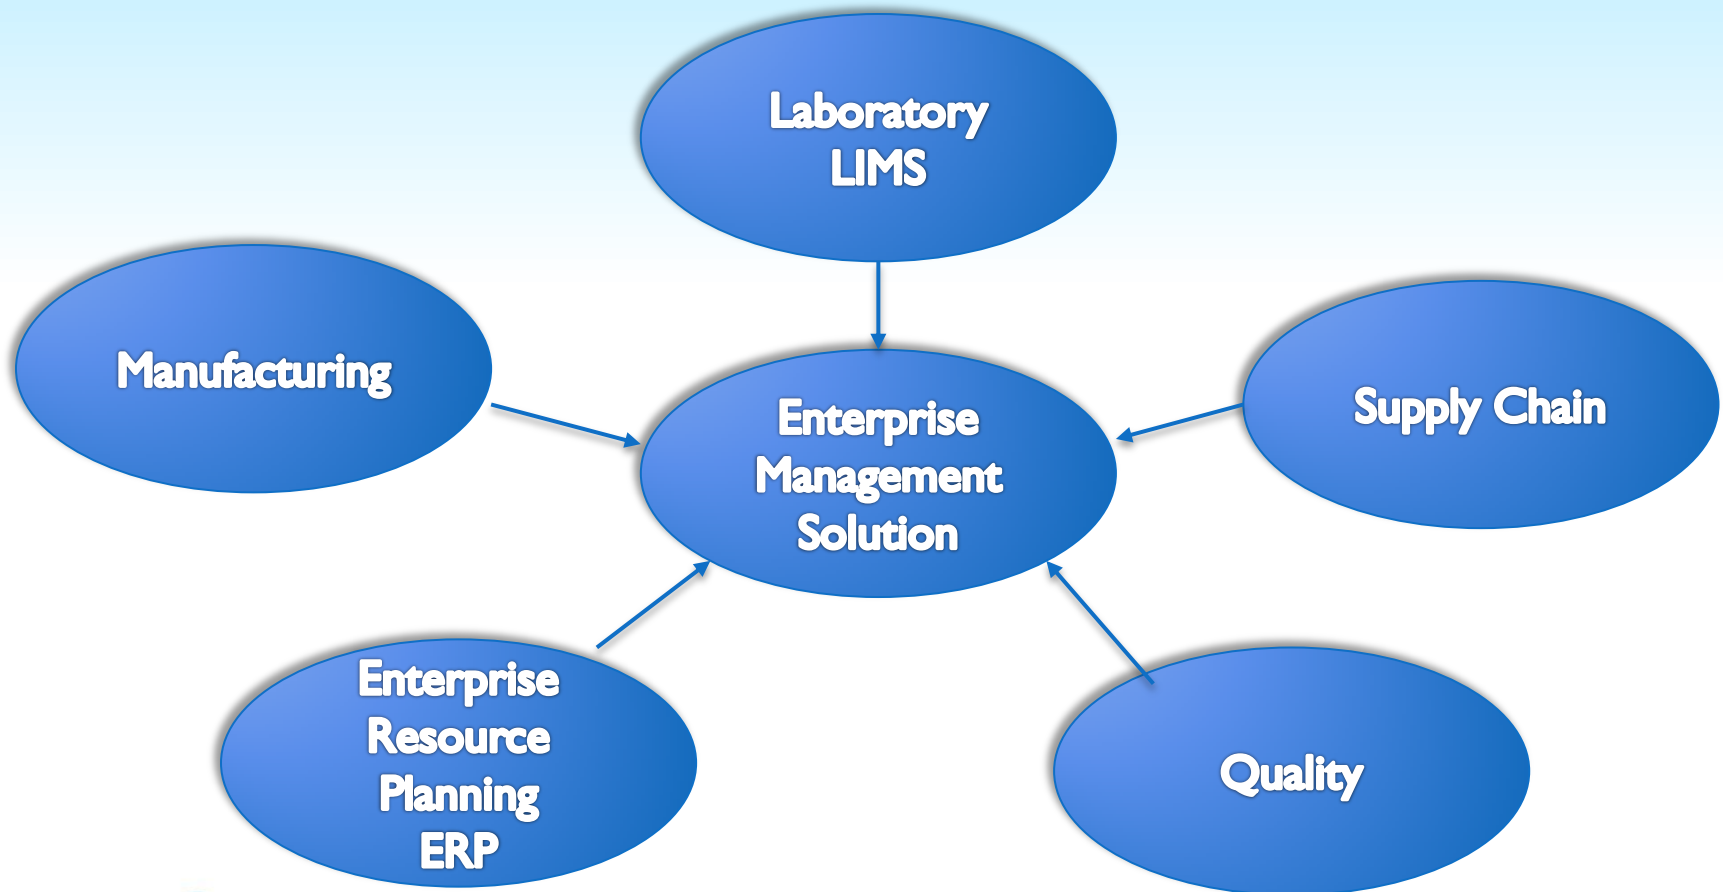 Laboratory
LIMS
Manufacturing
Supply Chain
Enterprise
Management
Solution
Enterprise
Resource
Planning
ERP
Quality